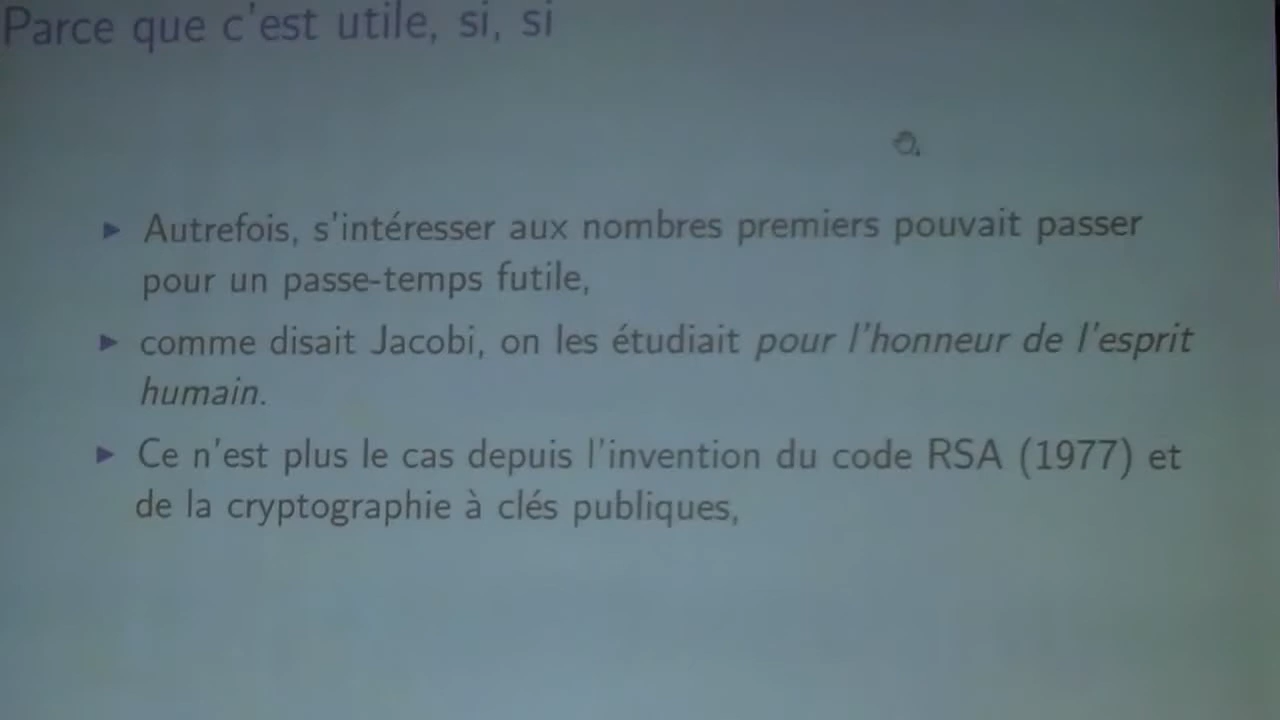 Parce que c'est utile, si, si
Autrefois, s'intéresser aux nombres premiers pouvait passer
pour un passe-temps futile,
comme disait Jacobi, on les étudiait pour l'honneur de l'esprit
humain.
Ce n'est plus le cas depuis l'invention du code RSA (1977) et
de la cryptographie à clés publiques,